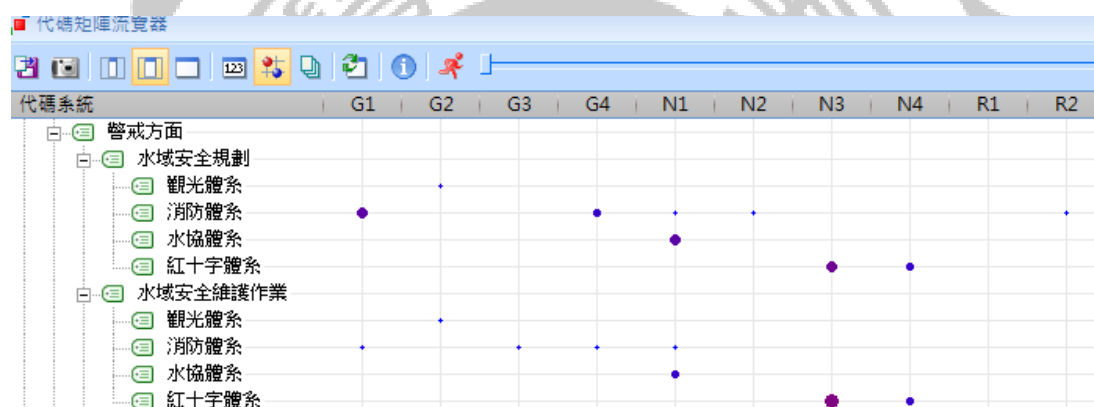 代碼矩陣流覽器
123
代碼系統 G1 G2 G3 G4 N1 N2 N3 N4 R1 R2
警戒方面
水域安全規劃
觀光體系
消防體系
水協體系
紅十字體系
水域安全維護作業
觀光體系
消防體系
水協體系
紅十字體系